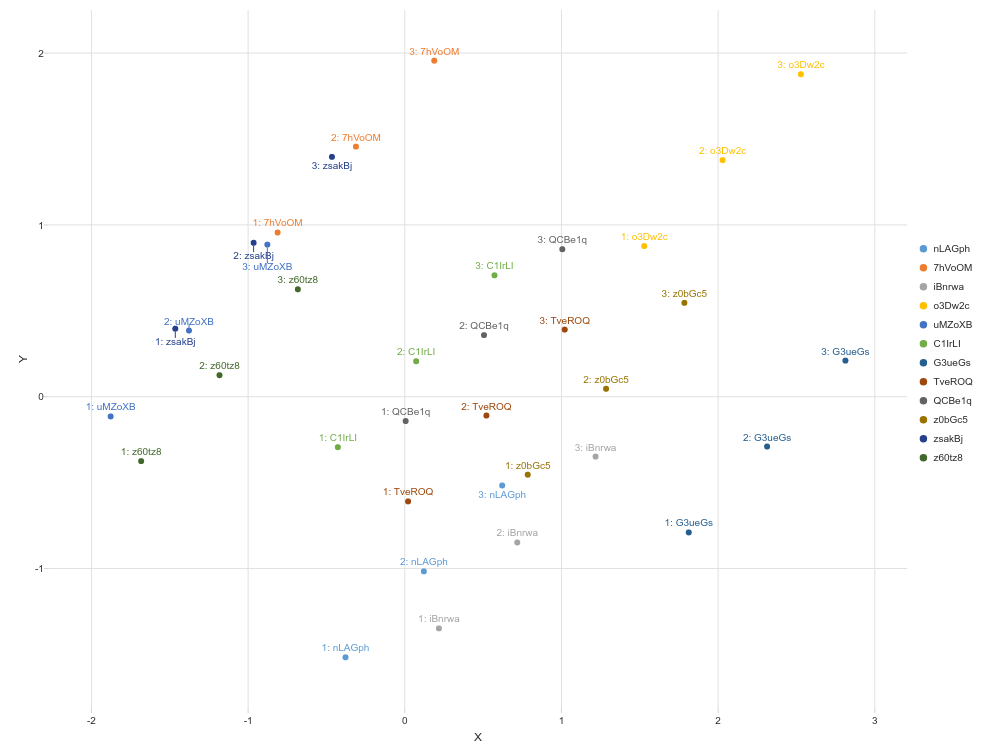 3: 7hVoOM
2
3: o3Dw2c
2: 7hVoOM
2: o3Dw2c
3: zsakBj
1: 7hVoOM
1
1: o3Dw2c
3: QCBe1q
2: zsakBj
3: uMZoXB
3: C1IrLI
3: z60tz8
3: z0bGc5
2: uMZoXB
3: TveROQ
2: QCBe1q
1: zsakBj
2: C1IrLI
3: G3ueGs
2: z60tz8
2: z0bGc5
0
1: uMZoXB
2: TveROQ
1: QCBe1q
1: C1IrLI
2: G3ueGs
3: iBnrwa
1: z60tz8
1: z0bGc5
1: TveROQ
3: nLAGph
1: G3ueGs
2: iBnrwa
2: nLAGph
-1
1: iBnrwa
1: nLAGph
-2
-1
0
1
2
3
X
Y
nLAGph
7hVoOM
iBnrwa
o3Dw2c
uMZoXB
C1IrLI
G3ueGs
TveROQ
QCBe1q
z0bGc5
zsakBj
z60tz8